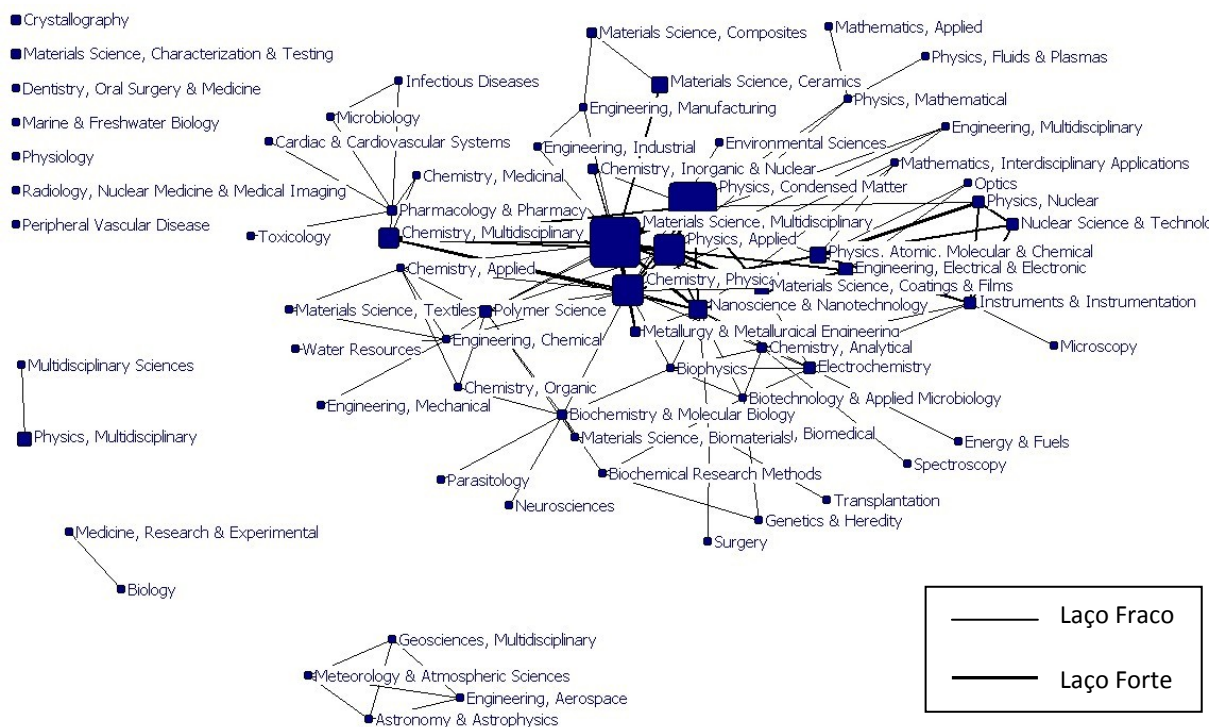 Crystallography
Materials Science, Characterization & Testing
Dentistry, Oral Surgery & Medicine
Marine & Freshwater Biology
Physiology
Radiology, Nuclear Medicine & Medical Imaging
Peripheral Vascular Disease
Materials Science, Composites
Mathematics, Applied
Physics, Fluids & Plasmas
Infectious Diseases
Materials Science, Ceramics
Physics, Mathematical
Microbiology
Engineering, Manufacturing
Engineering, Multidisciplinary
Cardiac & Cardiovascular Systems
Engineering, Industrial
Environmental Sciences
Mathematics, Interdisciplinary Applications
Chemistry, Medicinal
Chemistry, Inorganic & Nuclear
Physics, Condensed Matter
Optics
Physics, Nuclear
Pharmacology & Pharmacy
Materials Science, Multidisciplinary
Nuclear Science & Technolo
Toxicology
Chemistry, Multidisciplinary
Physics, Applied
Physics, Atomic, Molecular & Chemical
Chemistry, Applied
Chemistry, Physical
Engineering, Electrical & Electronic
Materials Science, Coatings & Films
Materials Science, Textiles
Polymer Science
Nanoscience & Nanotechnology
Instruments & Instrumentation
Metallurgy & Metallurgical Engineering
Water Resources
Engineering, Chemical
Chemistry, Analytical
Microscopy
Multidisciplinary Sciences
Biophysics
Electrochemistry
Chemistry, Organic
Biotechnology & Applied Microbiology
Engineering, Mechanical
Biochemistry & Molecular Biology
Physics, Multidisciplinary
Materials Science, Biomaterials
, Biomedical
Energy & Fuels
Spectroscopy
Parasitology
Biochemical Research Methods
Neurosciences
Transplantation
Genetics & Heredity
Surgery
Medicine, Research & Experimental
Biology
Geosciences, Multidisciplinary
Meteorology & Atmospheric Sciences
Engineering, Aerospace
Astronomy & Astrophysics
Laço Fraco
Laço Forte